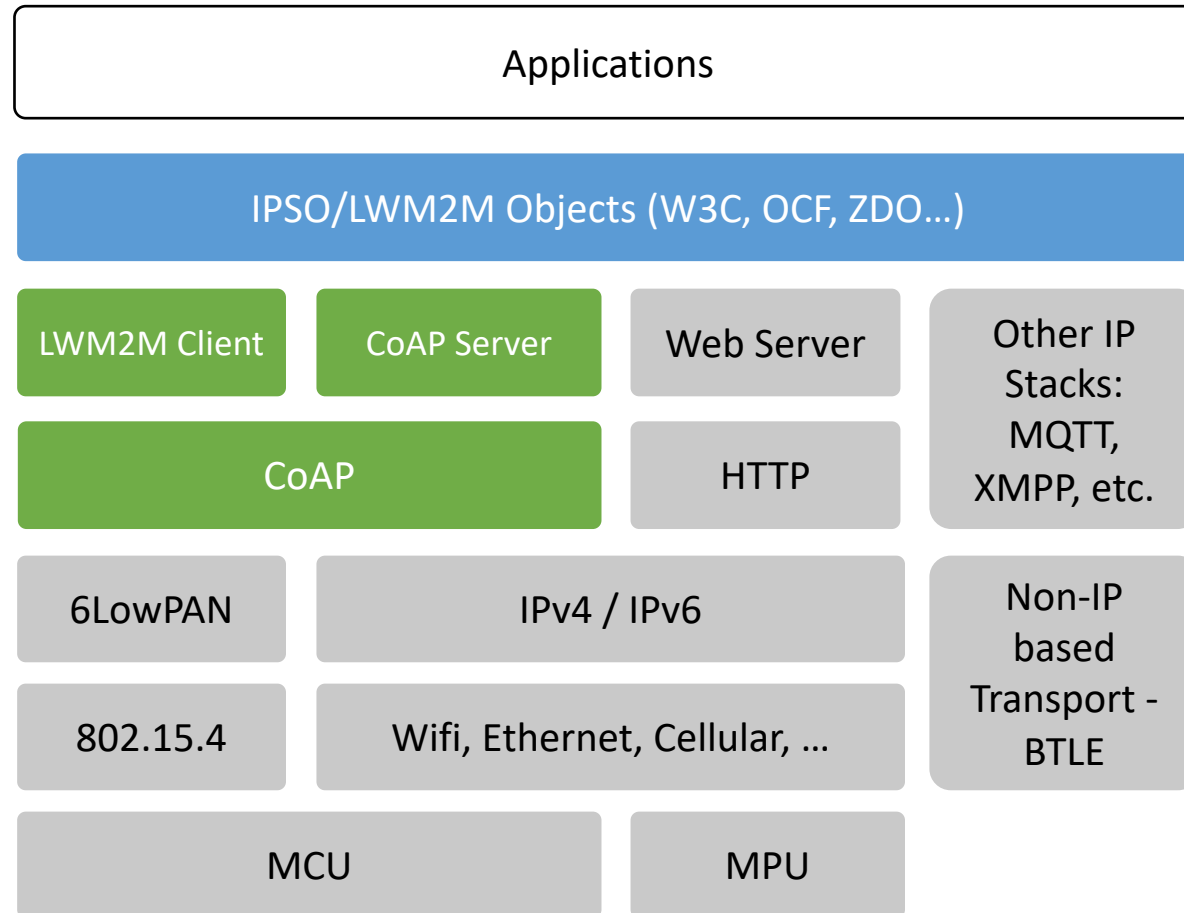 Applications
IPSO/LWM2M Objects (W3C, OCF, ZDO…)
LWM2M Client
CoAP Server
Web Server
Other IP
Stacks:
MQTT,
XMPP, etc.
CoAP
HTTP
6LowPAN
IPv4 / IPv6
Non-IP
based
Transport -
BTLE
802.15.4
Wifi, Ethernet, Cellular, …
MCU
MPU